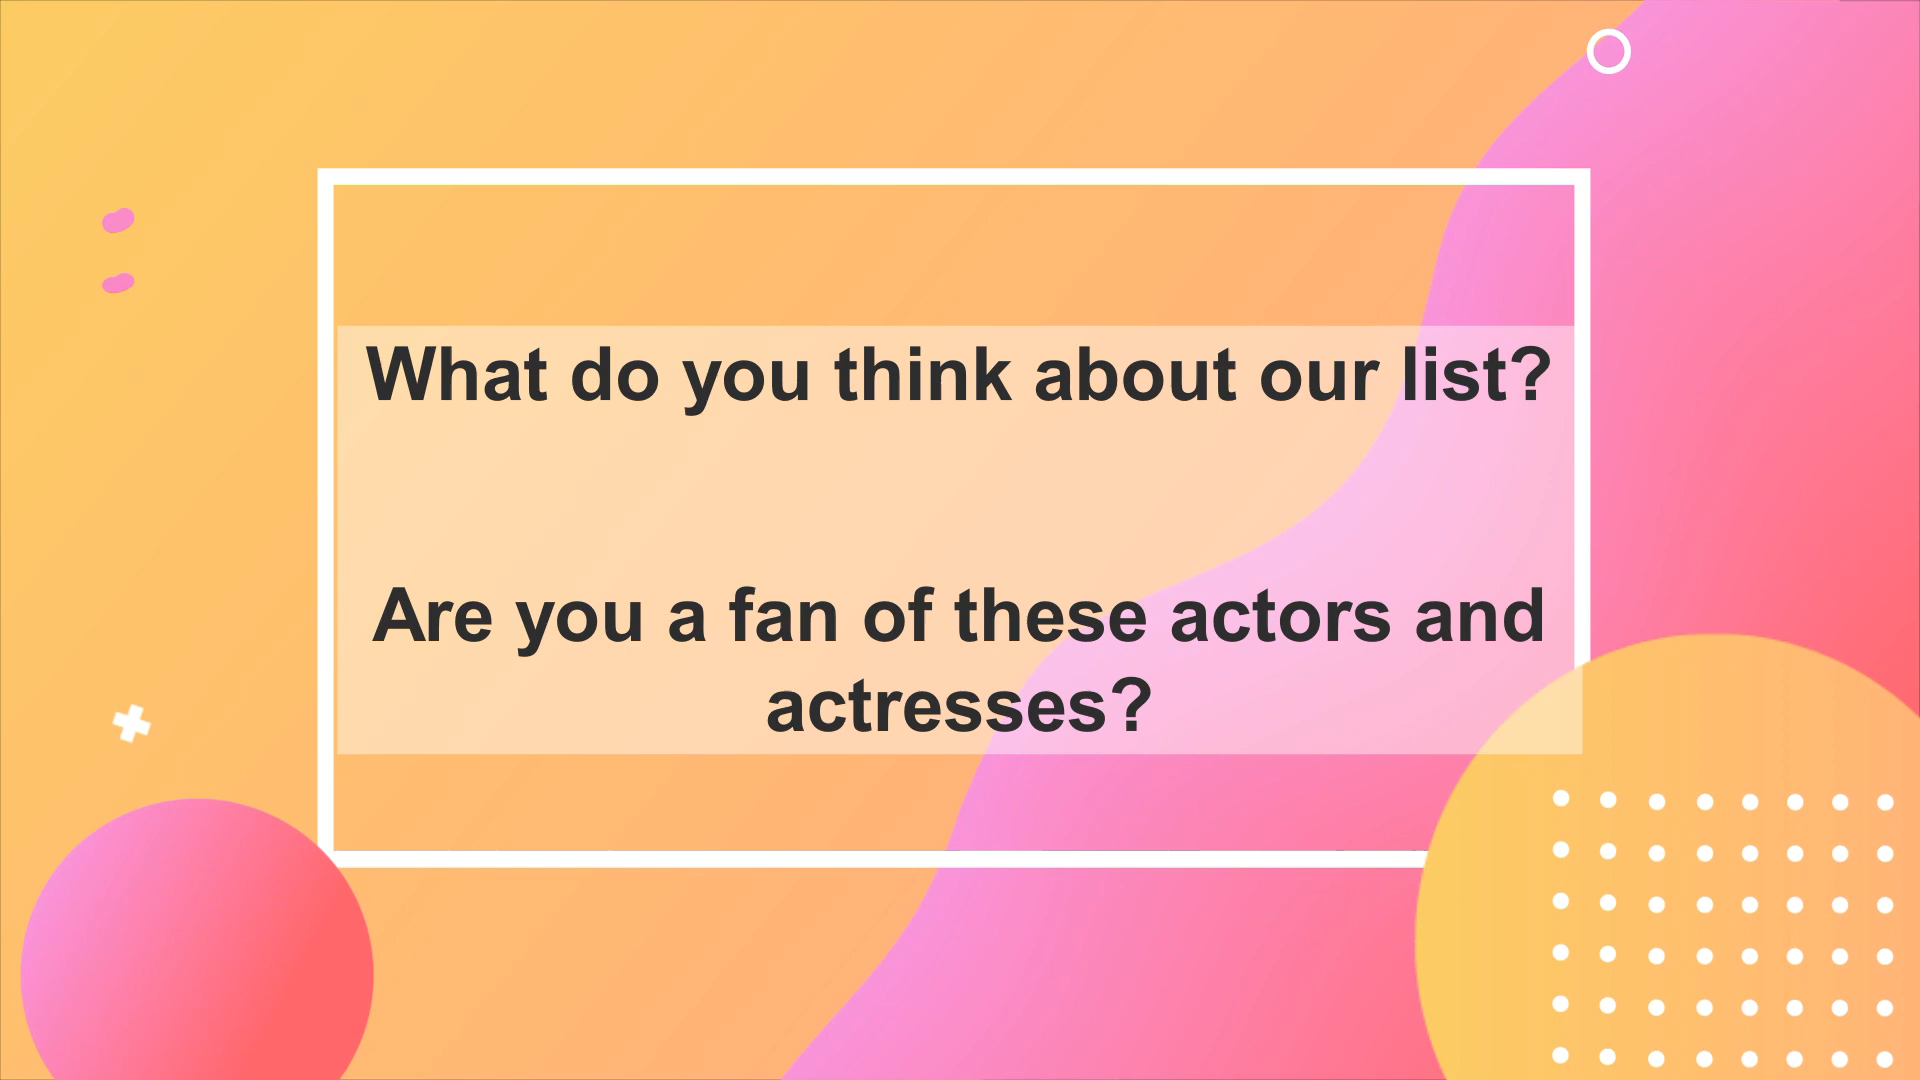 What do you think about our list?
Are you a fan of these actors and
actresses?